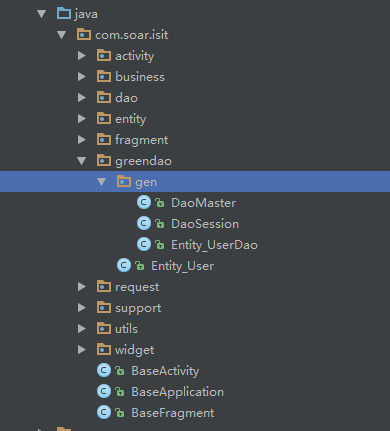 java
com.soar.isit
activity
business
dao
entity
fragment
greendao
gen
DaoMaster
DaoSession
Entity_UserDao
Entity_User
request
support
utils
widget
BaseActivity
BaseApplication
BaseFragment